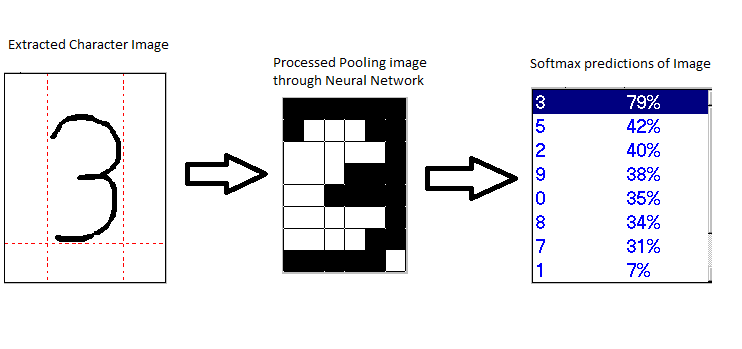 Extracted Character Image
Processed Pooling image
through Neural Network
Softmax predictions of Image
3
3 79%
5 42%
2 40%
9 38%
0 35%
8 34%
7 31%
1 7%